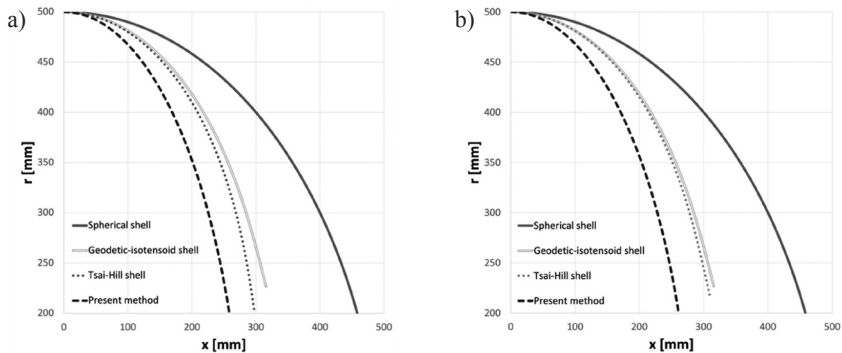 a)
500
450
400
350
300
250
200
r [mm]
Spherical shell
Geodetic-isotensoid shell
Tsai-Hill shell
Present method
0 100 200 300 400 500
x [mm]
b)
500
450
400
350
300
250
200
r [mm]
Spherical shell
Geodetic-isotensoid shell
Tsai-Hill shell
Present method
0 100 200 300 400 500
x [mm]